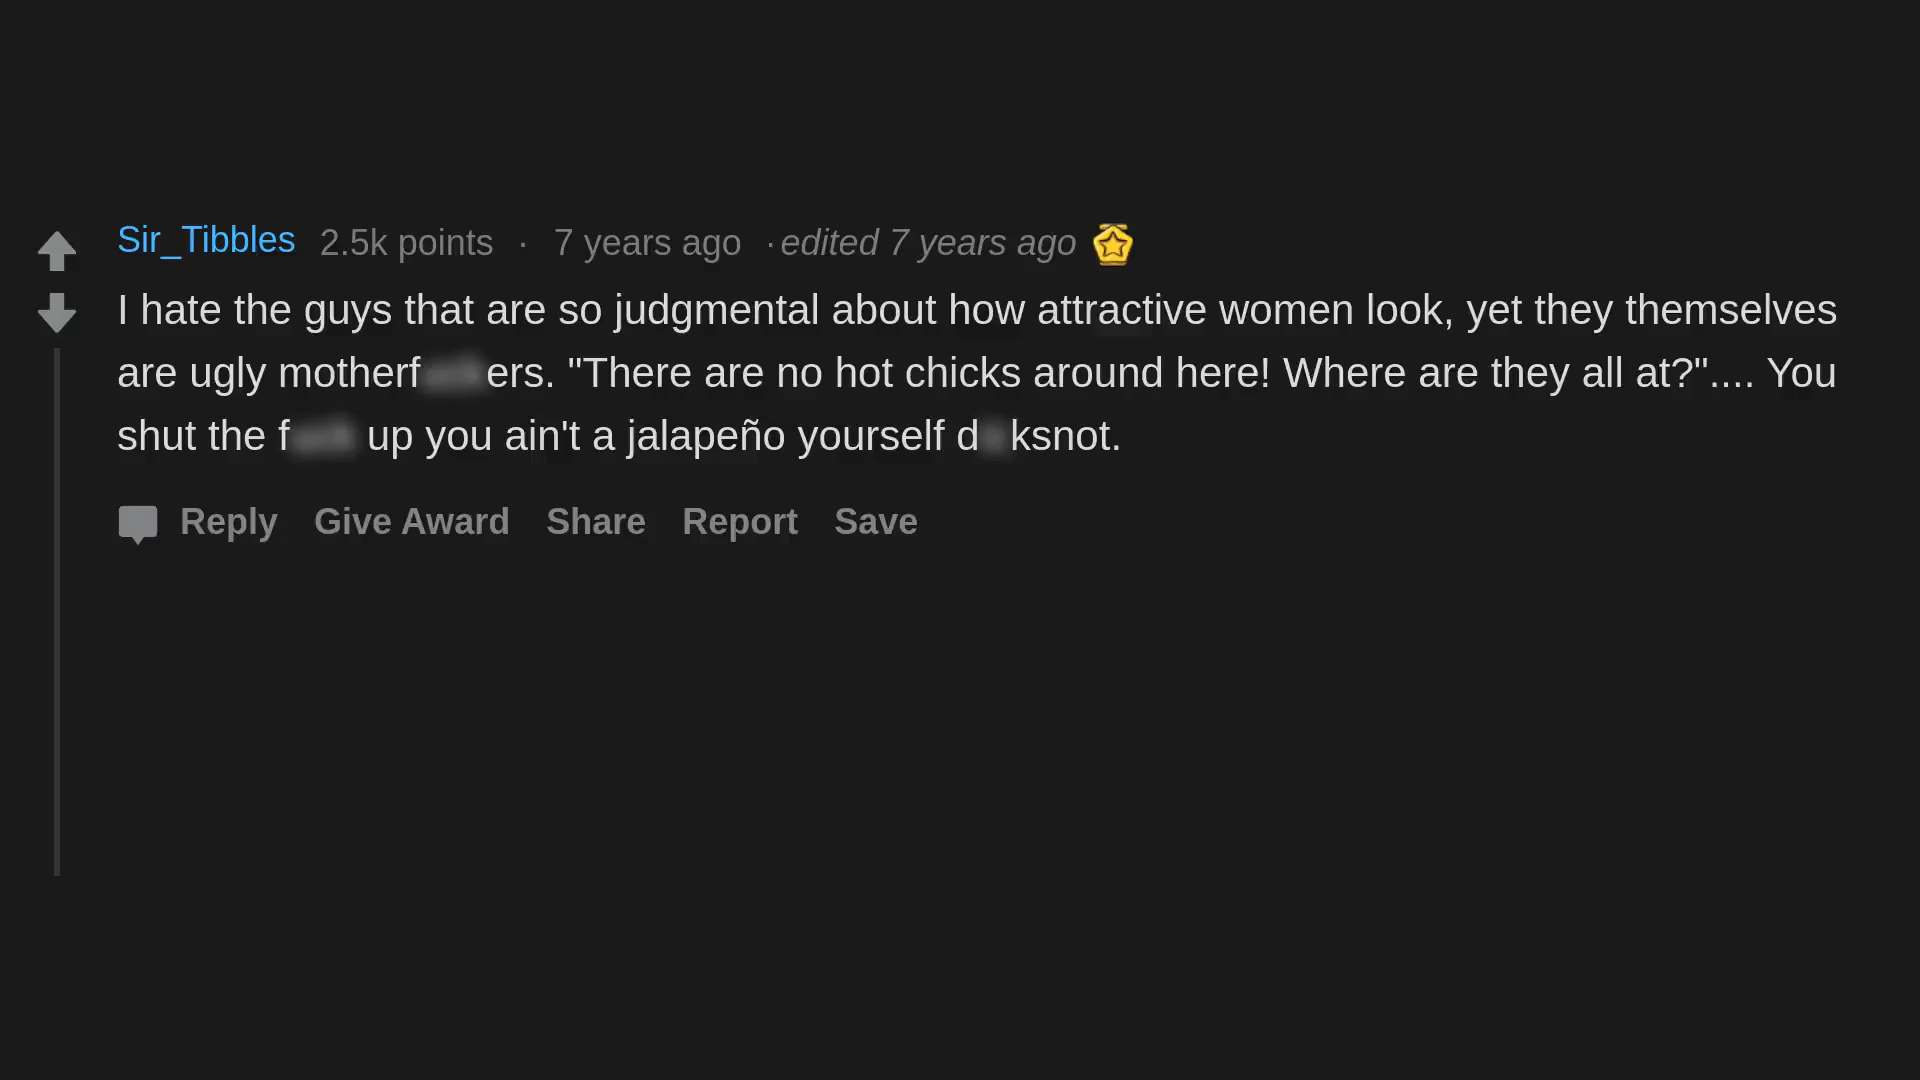 Sir_Tibbles 2.5k points · 7 years ago · edited 7 years ago
I hate the guys that are so judgmental about how attractive women look, yet they themselves
are ugly motherf ers. "There are no hot chicks around here! Where are they all at?".... You
shut the f up you ain't a jalapeño yourself d ksnot.
Reply Give Award Share Report Save